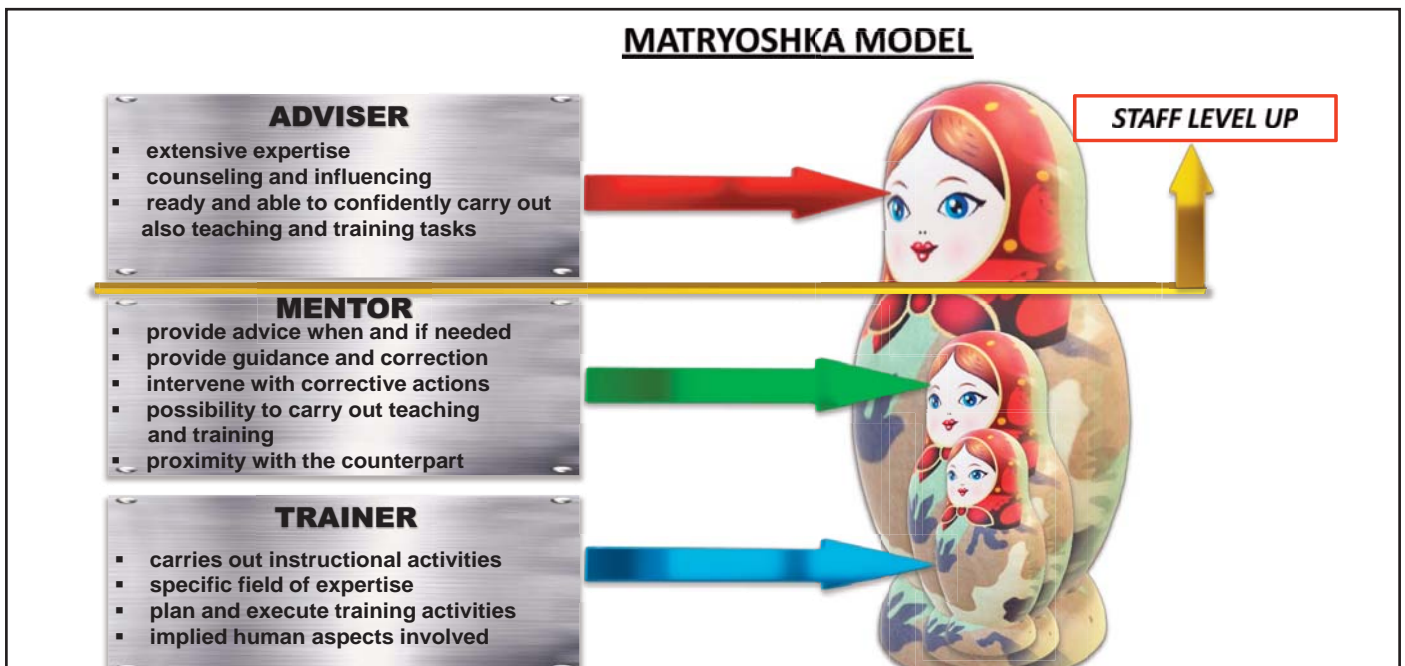 MATRYOSHKA MODEL
STAFF LEVEL UP
ADVISER
▪ extensive expertise
▪ counseling and influencing
▪ ready and able to confidently carry out
also teaching and training tasks
MENTOR
▪ provide advice when and if needed
▪ provide guidance and correction
▪ intervene with corrective actions
▪ possibility to carry out teaching
and training
▪ proximity with the counterpart
TRAINER
▪ carries out instructional activities
▪ specific field of expertise
▪ plan and execute training activities
▪ implied human aspects involved